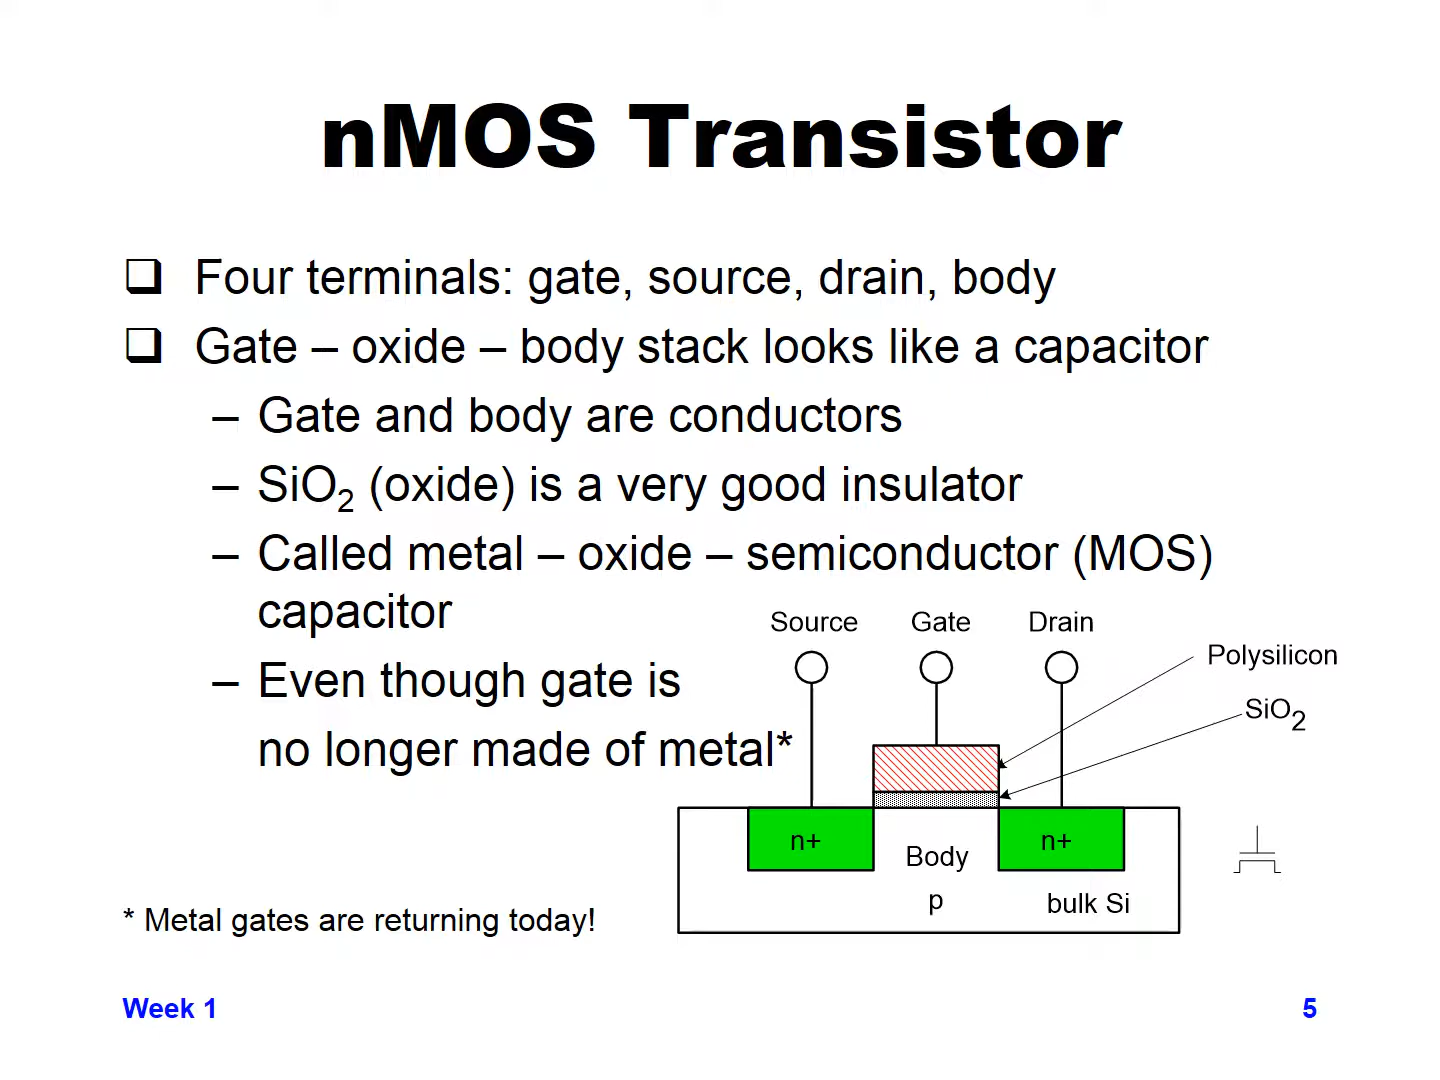 nMOS Transistor
❑ Four terminals: gate, source, drain, body
❑ Gate – oxide – body stack looks like a capacitor
– Gate and body are conductors
– SiO₂ (oxide) is a very good insulator
– Called metal – oxide – semiconductor (MOS)
capacitor
– Even though gate is
no longer made of metal*
Source Gate Drain
Polysilicon
SiO₂
n+ Body n+
p bulk Si
* Metal gates are returning today!
Week 1 5